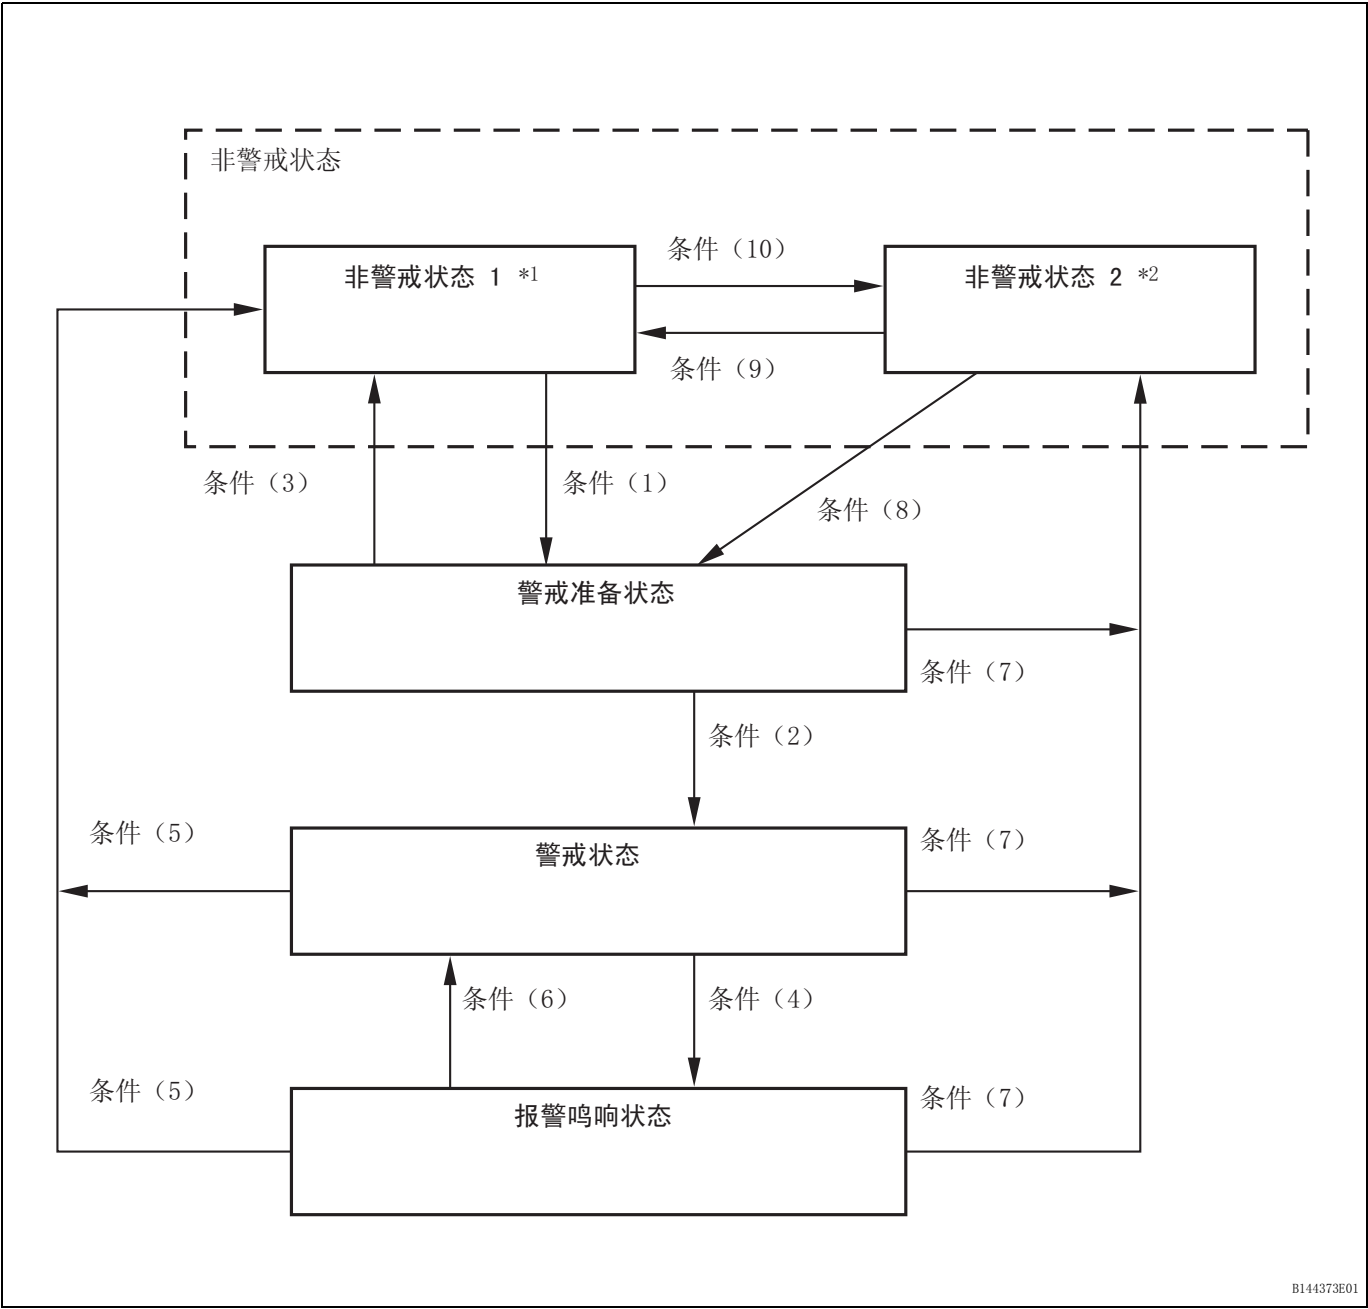 非警戒状态
条件（10）
非警戒状态 1 *1
非警戒状态 2 *2
条件（9）
条件（3）
条件（1）
条件（8）
警戒准备状态
条件（7）
条件（2）
条件（5）
条件（7）
警戒状态
条件（6）
条件（4）
条件（5）
条件（7）
报警鸣响状态
B144373E01